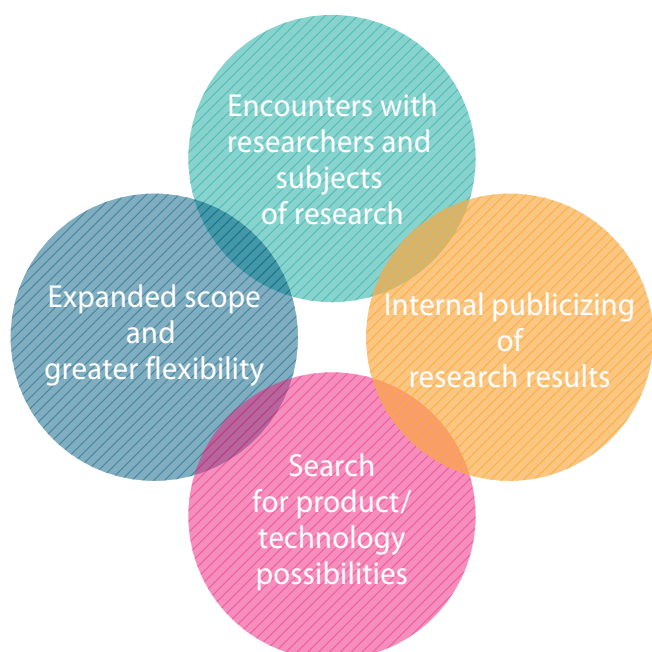 Encounters with
researchers and
subjects
of research
Expanded scope
and
greater flexibility
Internal publicizing
of
research results
Search
for product/
technology
possibilities